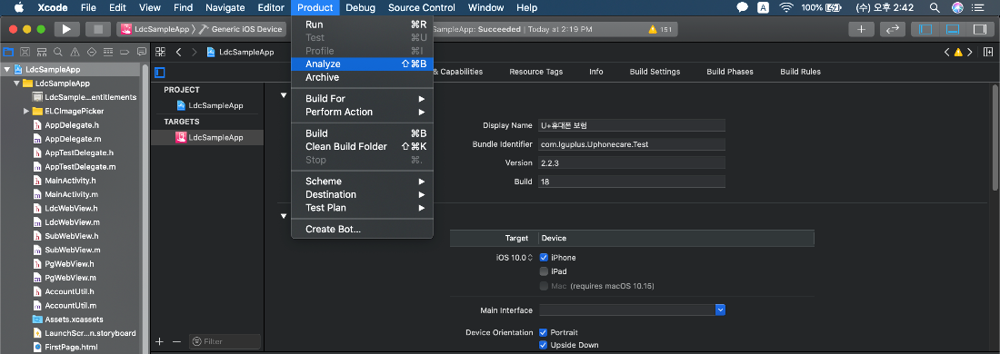 Xcode File Edit View Find Navigate Editor Product Debug Source Control Window Help 100% (수) 오후 2:42
LdcSampleApp Generic iOS Device SampleApp: Succeeded | Today at 2:19 PM 151
LdcSampleApp
LdcSampleApp
LdcSample...entitlements
ELCImagePicker
AppDelegate.h
AppDelegate.m
AppTestDelegate.h
AppTestDelegate.m
MainActivity.h
MainActivity.m
LdcWebView.h
LdcWebView.m
SubWebView.h
SubWebView.m
PgWebView.h
PgWebView.m
AccountUtil.h
AccountUtil.m
Assets.xcassets
LaunchScr...n.storyboard
FirstPage.html
LdcSampleApp
PROJECT
LdcSampleApp
TARGETS
LdcSampleApp
Filter
Run ⌘R
Test ⌘U
Profile ⌘I
Analyze ⇧⌘B
Archive
Build For
Perform Action
Build ⌘B
Clean Build Folder ⇧⌘K
Stop ⌘.
Scheme
Destination
Test Plan
Create Bot...
& Capabilities Resource Tags Info Build Settings Build Phases Build Rules
Display Name U+휴대폰 보험
Bundle Identifier com.lguplus.Uphonecare.Test
Version 2.2.3
Build 18
Target Device
iOS 10.0 iPhone
iPad
Mac (requires macOS 10.15)
Main Interface
Device Orientation Portrait
Upside Down